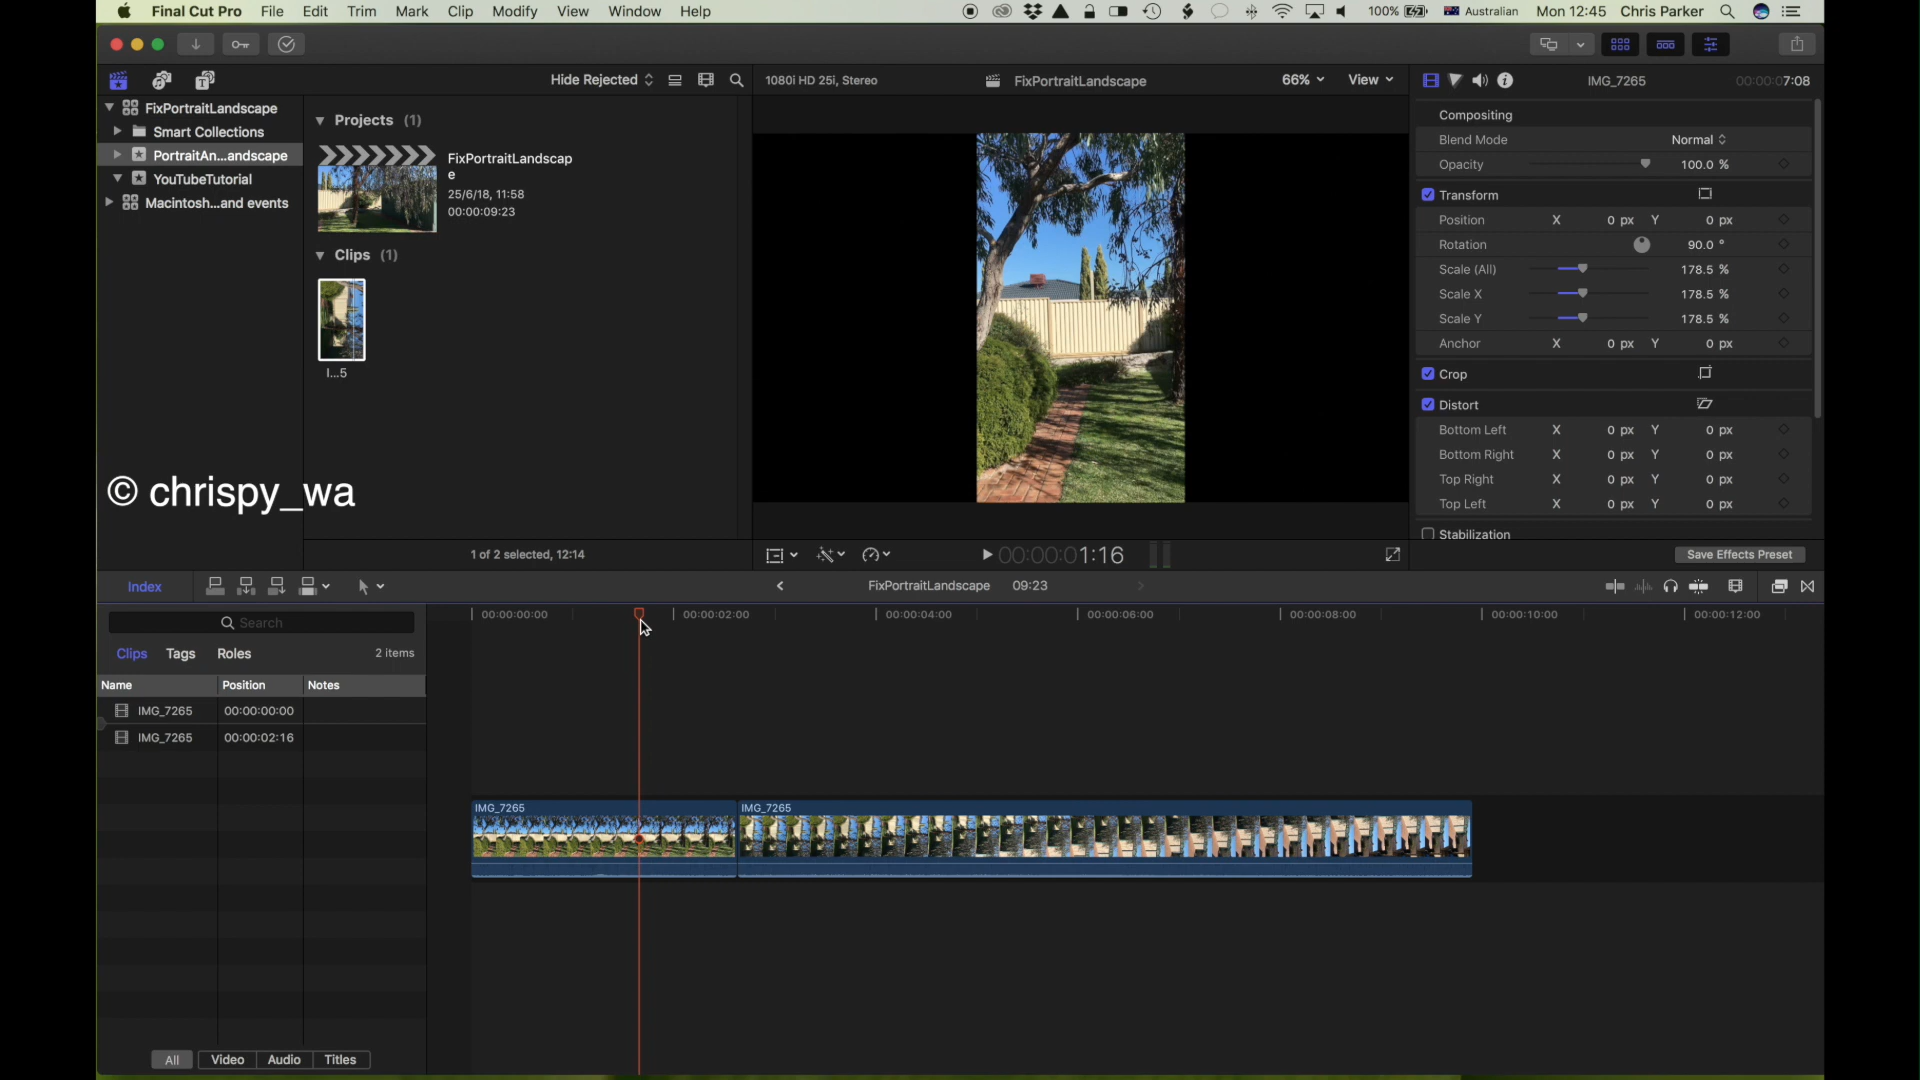 Final Cut Pro File Edit Trim Mark Clip Modify View Window Help 100% Australian Mon 12:45 Chris Parker
Hide Rejected 1080i HD 25i, Stereo FixPortraitLandscape 66% View IMG_7265 00:00:07:08
FixPortraitLandscape
Smart Collections
PortraitAn...andscape
YouTubeTutorial
Macintosh...and events
Projects (1)
FixPortraitLandscap
e
25/6/18, 11:58
00:00:09:23
Clips (1)
I...5
© chrispy_wa
1 of 2 selected, 12:14
00:00:01:16
Compositing
Blend Mode Normal
Opacity 100.0 %
Transform
Position X 0 px Y 0 px
Rotation 90.0 °
Scale (All) 178.5 %
Scale X 178.5 %
Scale Y 178.5 %
Anchor X 0 px Y 0 px
Crop
Distort
Bottom Left X 0 px Y 0 px
Bottom Right X 0 px Y 0 px
Top Right X 0 px Y 0 px
Top Left X 0 px Y 0 px
Stabilization
Save Effects Preset
Index FixPortraitLandscape 09:23
00:00:00:00 00:00:02:00 00:00:04:00 00:00:06:00 00:00:08:00 00:00:10:00 00:00:12:00
Search
Clips Tags Roles 2 items
Name Position Notes
IMG_7265 00:00:00:00
IMG_7265 00:00:02:16
IMG_7265 IMG_7265
All Video Audio Titles